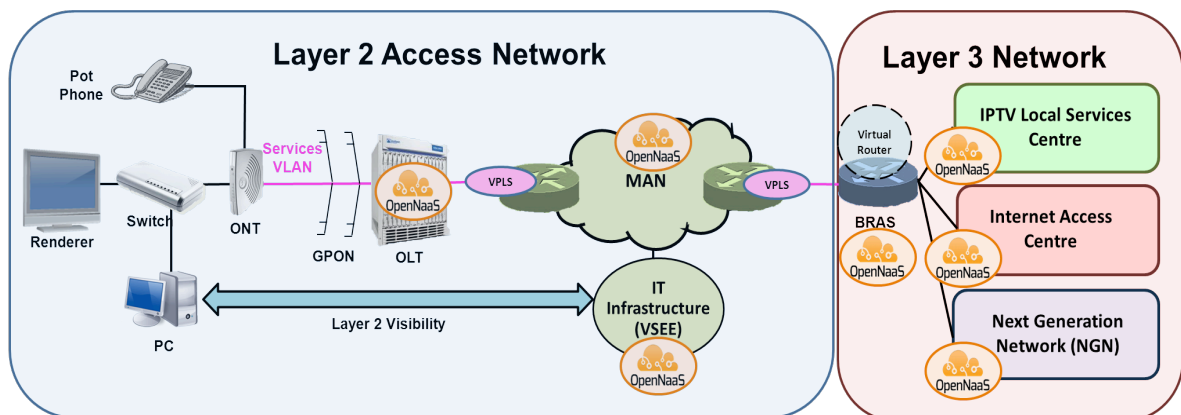 Layer 2 Access Network
Layer 3 Network
Pot
Phone
Services
VLAN
Renderer
Switch
ONT
GPON
OLT
OpenNaaS
VPLS
OpenNaaS
MAN
VPLS
Virtual
Router
BRAS
OpenNaaS
IPTV Local Services
Centre
OpenNaaS
Internet Access
Centre
OpenNaaS
Next Generation
Network (NGN)
OpenNaaS
PC
Layer 2 Visibility
IT
Infrastructure
(VSEE)
OpenNaaS